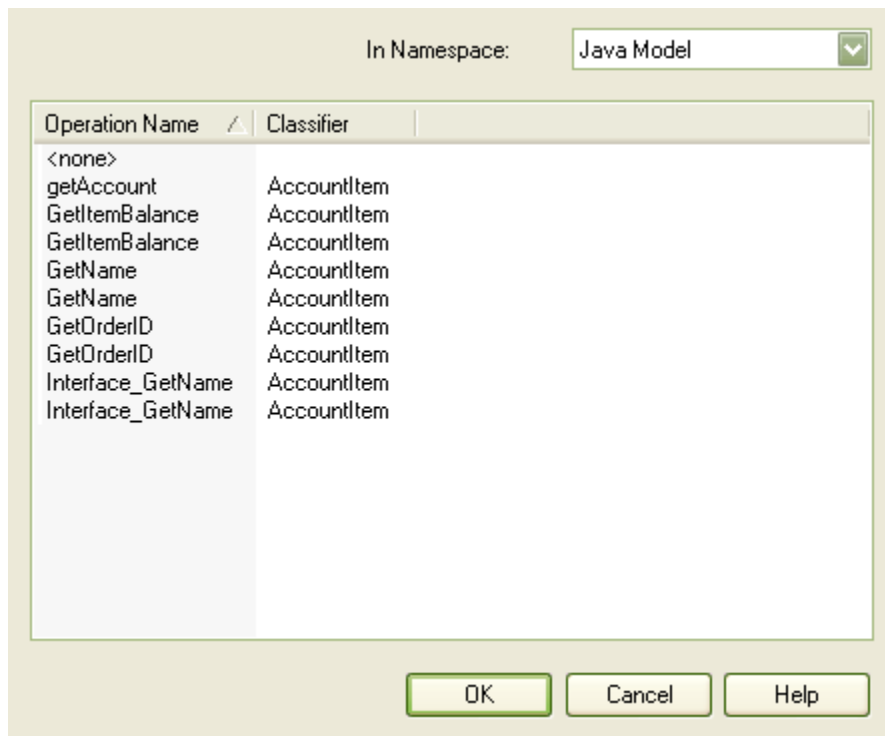 In Namespace: Java Model
Operation Name Classifier
<none>
getAccount AccountItem
GetItemBalance AccountItem
GetItemBalance AccountItem
GetName AccountItem
GetName AccountItem
GetOrderID AccountItem
GetOrderID AccountItem
Interface_GetName AccountItem
Interface_GetName AccountItem
OK Cancel Help